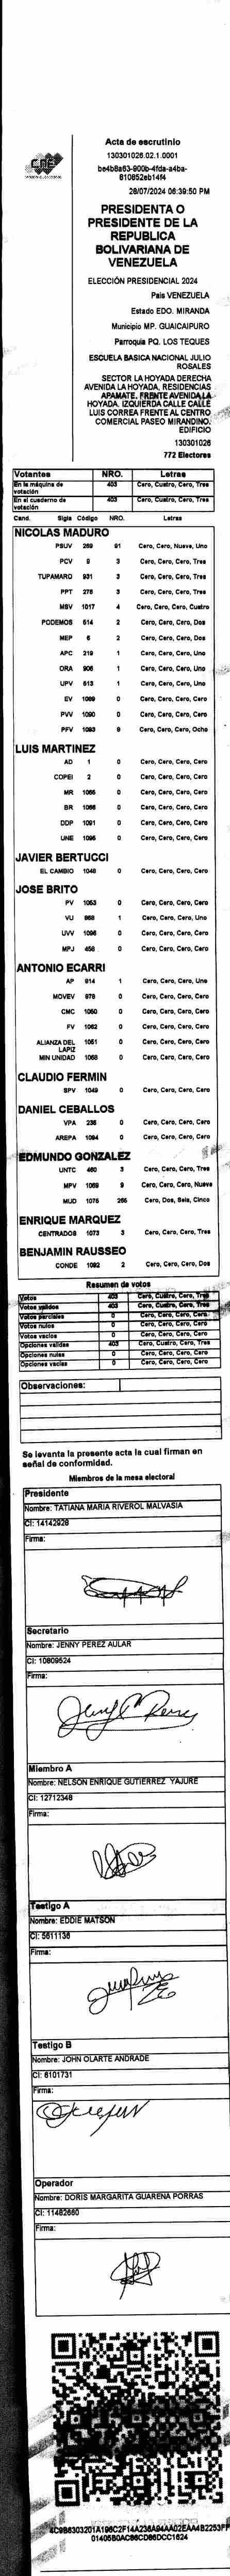 CNE
Acta de escrutinio
130301026.02.1.0001
be4b8a63-900b-4fda-a4ba-
810852eb14f4
28/07/2024 06:39:50 PM
PRESIDENTA O
PRESIDENTE DE LA
REPUBLICA
BOLIVARIANA DE
VENEZUELA
ELECCIÓN PRESIDENCIAL 2024
Pais VENEZUELA
Estado EDO. MIRANDA
Municipio MP. GUAICAIPURO
Parroquia PQ. LOS TEQUES
ESCUELA BASICA NACIONAL JULIO
ROSALES
SECTOR LA HOYADA DERECHA
AVENIDA LA HOYADA, RESIDENCIAS
APAMATE. FRENTE AVENIDA LA
HOYADA. IZQUIERDA CALLE CALLE
LUIS CORREA FRENTE AL CENTRO
COMERCIAL PASEO MIRANDINO.
EDIFICIO
130301026
772 Electores
Votantes NRO. Letras
En la máquina de votación 403 Cero, Cuatro, Cero, Tres
En el cuaderno de votación 403 Cero, Cuatro, Cero, Tres
Cand. Sigla Código NRO. Letras
NICOLAS MADURO
PSUV 269 91 Cero, Cero, Nueve, Uno
PCV 9 3 Cero, Cero, Cero, Tres
TUPAMARO 931 3 Cero, Cero, Cero, Tres
PPT 276 3 Cero, Cero, Cero, Tres
MSV 1017 4 Cero, Cero, Cero, Cuatro
PODEMOS 514 2 Cero, Cero, Cero, Dos
MEP 6 2 Cero, Cero, Cero, Dos
APC 219 1 Cero, Cero, Cero, Uno
ORA 906 1 Cero, Cero, Cero, Uno
UPV 613 1 Cero, Cero, Cero, Uno
EV 1089 0 Cero, Cero, Cero, Cero
PVV 1090 0 Cero, Cero, Cero, Cero
PFV 1093 Cero, Cero, Cero, Ocho
LUIS MARTINEZ
AD 1 0 Cero, Cero, Cero, Cero
COPEI 2 0 Cero, Cero, Cero, Cero
MR 1066 0 Cero, Cero, Cero, Cero
BR 1088 0 Cero, Cero, Cero, Cero
DDP 1091 0 Cero, Cero, Cero, Cero
UNE 1095 0 Cero, Cero, Cero, Cero
JAVIER BERTUCCI
EL CAMBIO 1048 0 Cero, Cero, Cero, Cero
JOSE BRITO
PV 1053 0 Cero, Cero, Cero, Cero
VU 968 1 Cero, Cero, Cero, Uno
UVV 1096 0 Cero, Cero, Cero, Cero
MPJ 456 0 Cero, Cero, Cero, Cero
ANTONIO ECARRI
AP 914 1 Cero, Cero, Cero, Uno
MOVEV 978 0 Cero, Cero, Cero, Cero
CMC 1050 0 Cero, Cero, Cero, Cero
FV 1062 0 Cero, Cero, Cero, Cero
ALIANZA DEL LAPIZ 1051 0 Cero, Cero, Cero, Cero
MIN UNIDAD 1068 0 Cero, Cero, Cero, Cero
CLAUDIO FERMIN
SPV 1049 0 Cero, Cero, Cero, Cero
DANIEL CEBALLOS
VPA 236 0 Cero, Cero, Cero, Cero
AREPA 1094 0 Cero, Cero, Cero, Cero
EDMUNDO GONZALEZ
UNTC 460 3 Cero, Cero, Cero, Tres
MPV 1069 9 Cero, Cero, Cero, Nueve
MUD 1075 265 Cero, Dos, Seis, Cinco
ENRIQUE MARQUEZ
CENTRADOS 1073 3 Cero, Cero, Cero, Tres
BENJAMIN RAUSSEO
CONDE 1092 2 Cero, Cero, Cero, Dos
Resumen de votos
Votos 403 Cero, Cuatro, Cero, Tres
Votos validos 403 Cero, Cuatro, Cero, Tres
Votos parciales 0 Cero, Cero, Cero, Cero
Votos nulos 0 Cero, Cero, Cero, Cero
Votos vacios 0 Cero, Cero, Cero, Cero
Opciones validas 403 Cero, Cuatro, Cero, Tres
Opciones nulas 0 Cero, Cero, Cero, Cero
Opciones vacias 0 Cero, Cero, Cero, Cero
Observaciones:
Se levanta la presente acta la cual firman en
señal de conformidad.
Miembros de la mesa electoral
Presidente
Nombre: TATIANA MARIA RIVEROL MALVASIA
CI: 14142928
Firma:
Secretario
Nombre: JENNY PEREZ AULAR
CI: 10809524
Firma:
Miembro A
Nombre: NELSON ENRIQUE GUTIERREZ YAJURE
CI: 12712348
Firma:
Testigo A
Nombre: EDDIE MATSON
CI: 5611136
Firma:
Testigo B
Nombre: JOHN OLARTE ANDRADE
CI: 6101731
Firma:
Operador
Nombre: DORIS MARGARITA GUARENA PORRAS
CI: 11482660
Firma:
4C9B6303201A196C2F14A236A94AA02EAA4B2253FF
01405B0AC86CD86DCC1624